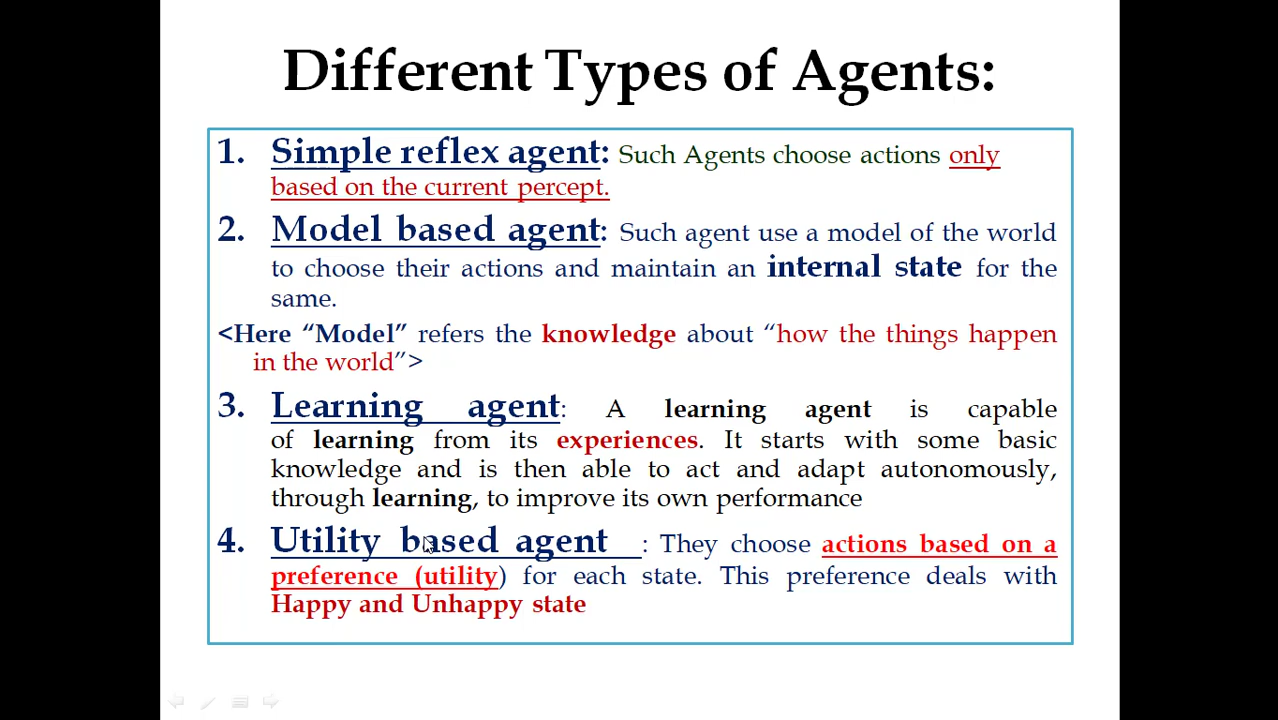 Different Types of Agents:
1. Simple reflex agent: Such Agents choose actions only
based on the current percept.
2. Model based agent: Such agent use a model of the world
to choose their actions and maintain an internal state for the
same.
<Here “Model” refers the knowledge about “how the things happen
in the world”>
3. Learning agent: A learning agent is capable
of learning from its experiences. It starts with some basic
knowledge and is then able to act and adapt autonomously,
through learning, to improve its own performance
4. Utility based agent : They choose actions based on a
preference (utility) for each state. This preference deals with
Happy and Unhappy state